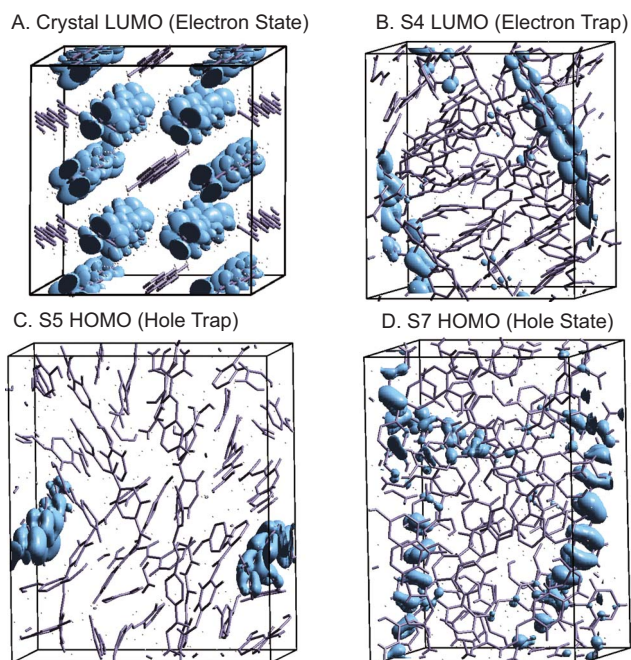 A. Crystal LUMO (Electron State)
B. S4 LUMO (Electron Trap)
C. S5 HOMO (Hole Trap)
D. S7 HOMO (Hole State)